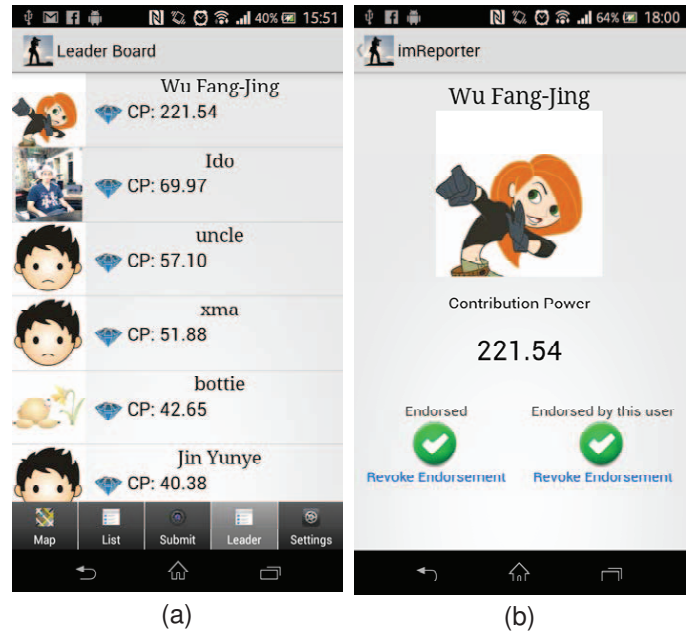 40% 15:51
Leader Board
Wu Fang-Jing
CP: 221.54
Ido
CP: 69.97
uncle
CP: 57.10
xma
CP: 51.88
bottie
CP: 42.65
Jin Yunye
CP: 40.38
Map List Submit Leader Settings
(a)
64% 18:00
imReporter
Wu Fang-Jing
Contribution Power
221.54
Endorsed Endorsed by this user
Revoke Endorsement Revoke Endorsement
(b)